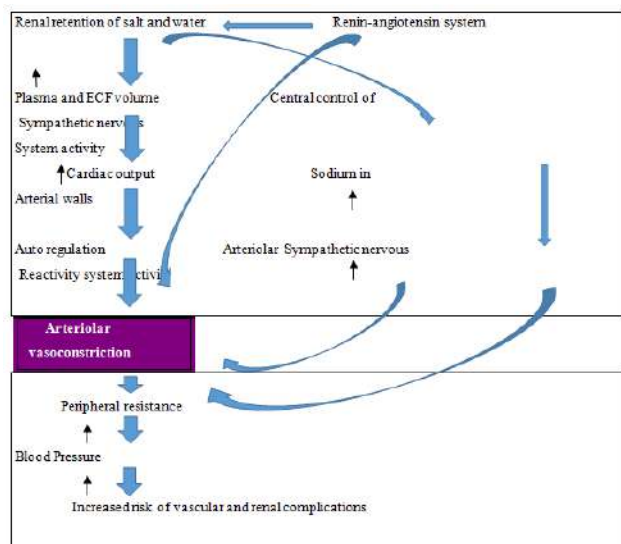 Renal retention of salt and water Renin-angiotensin system
Plasma and ECF volume Central control of
Sympathetic nervous
System activity
Cardiac output Sodium in
Arterial walls
Auto regulation Arteriolar Sympathetic nervous
Reactivity system activi
Arteriolar
vasoconstriction
Peripheral resistance
Blood Pressure
Increased risk of vascular and renal complications